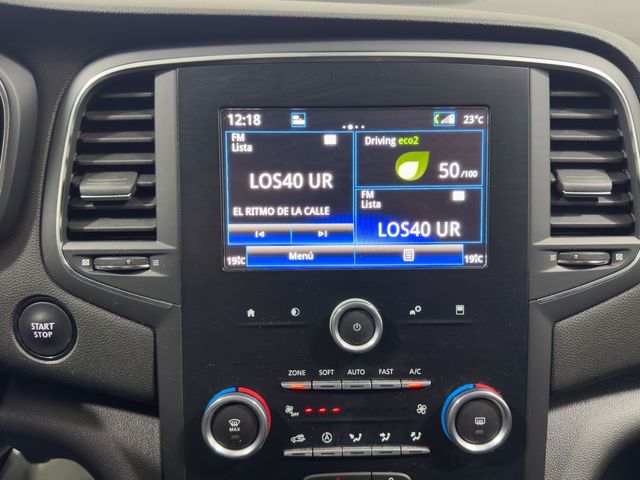 12:18
23°C
FM
Lista
LOS40 UR
EL RITMO DE LA CALLE
Driving eco2
50/100
FM
Lista
LOS40 UR
19°C
Menú
19°C
START
STOP
ZONE SOFT AUTO FAST A/C
OFF
MAX
A